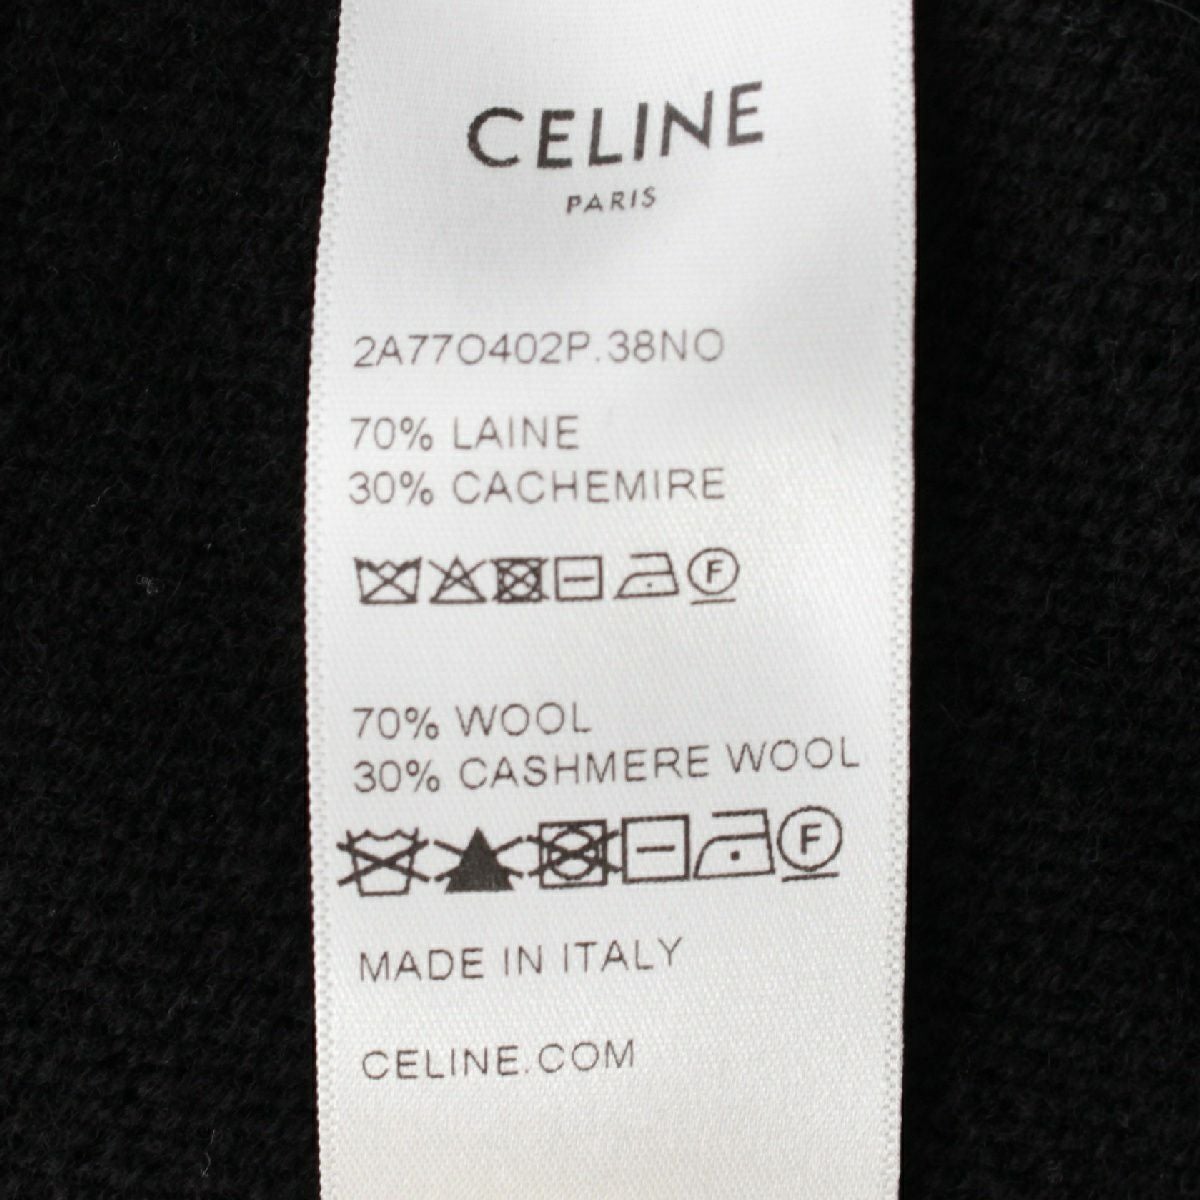 CELINE
PARIS
2A77O402P.38NO
70% LAINE
30% CACHEMIRE
F
70% WOOL
30% CASHMERE WOOL
F
MADE IN ITALY
CELINE.COM